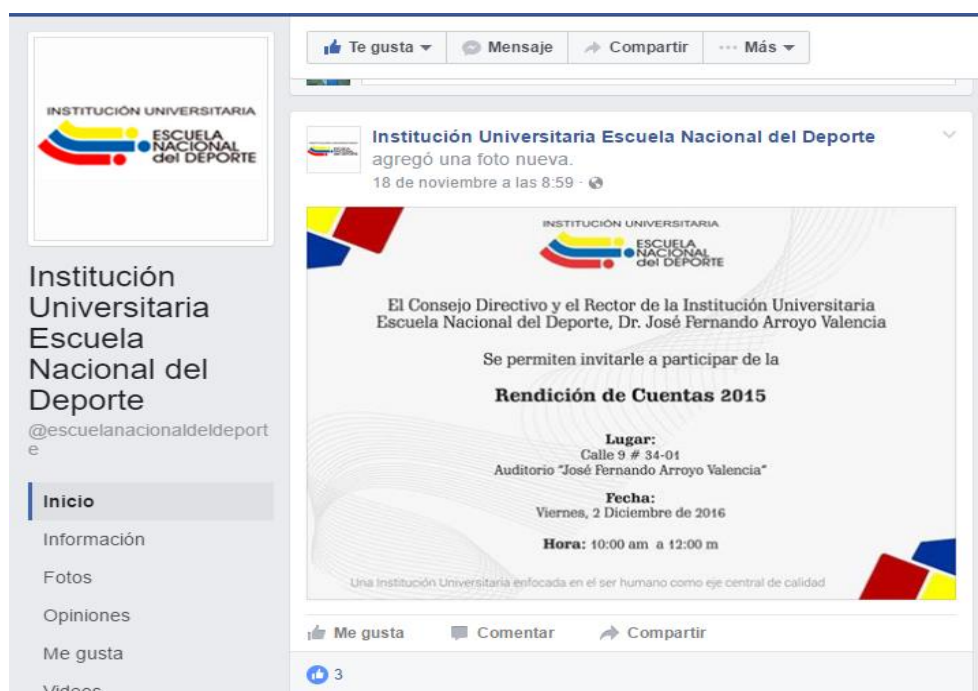 INSTITUCIÓN UNIVERSITARIA
ESCUELA
NACIONAL
del DEPORTE
Institución
Universitaria
Escuela
Nacional del
Deporte
@escuelanacionaldeldeport
e
Inicio
Información
Fotos
Opiniones
Me gusta
Videos
Te gusta
Mensaje
Compartir
Más
Institución Universitaria Escuela Nacional del Deporte
agregó una foto nueva.
18 de noviembre a las 8:59 ·
INSTITUCIÓN UNIVERSITARIA
ESCUELA
NACIONAL
del DEPORTE
El Consejo Directivo y el Rector de la Institución Universitaria
Escuela Nacional del Deporte, Dr. José Fernando Arroyo Valencia
Se permiten invitarle a participar de la
Rendición de Cuentas 2015
Lugar:
Calle 9 # 34-01
Auditorio "José Fernando Arroyo Valencia"
Fecha:
Viernes, 2 Diciembre de 2016
Hora: 10:00 am a 12:00 m
Una Institución Universitaria enfocada en el ser humano como eje central de calidad
Me gusta
Comentar
Compartir
3